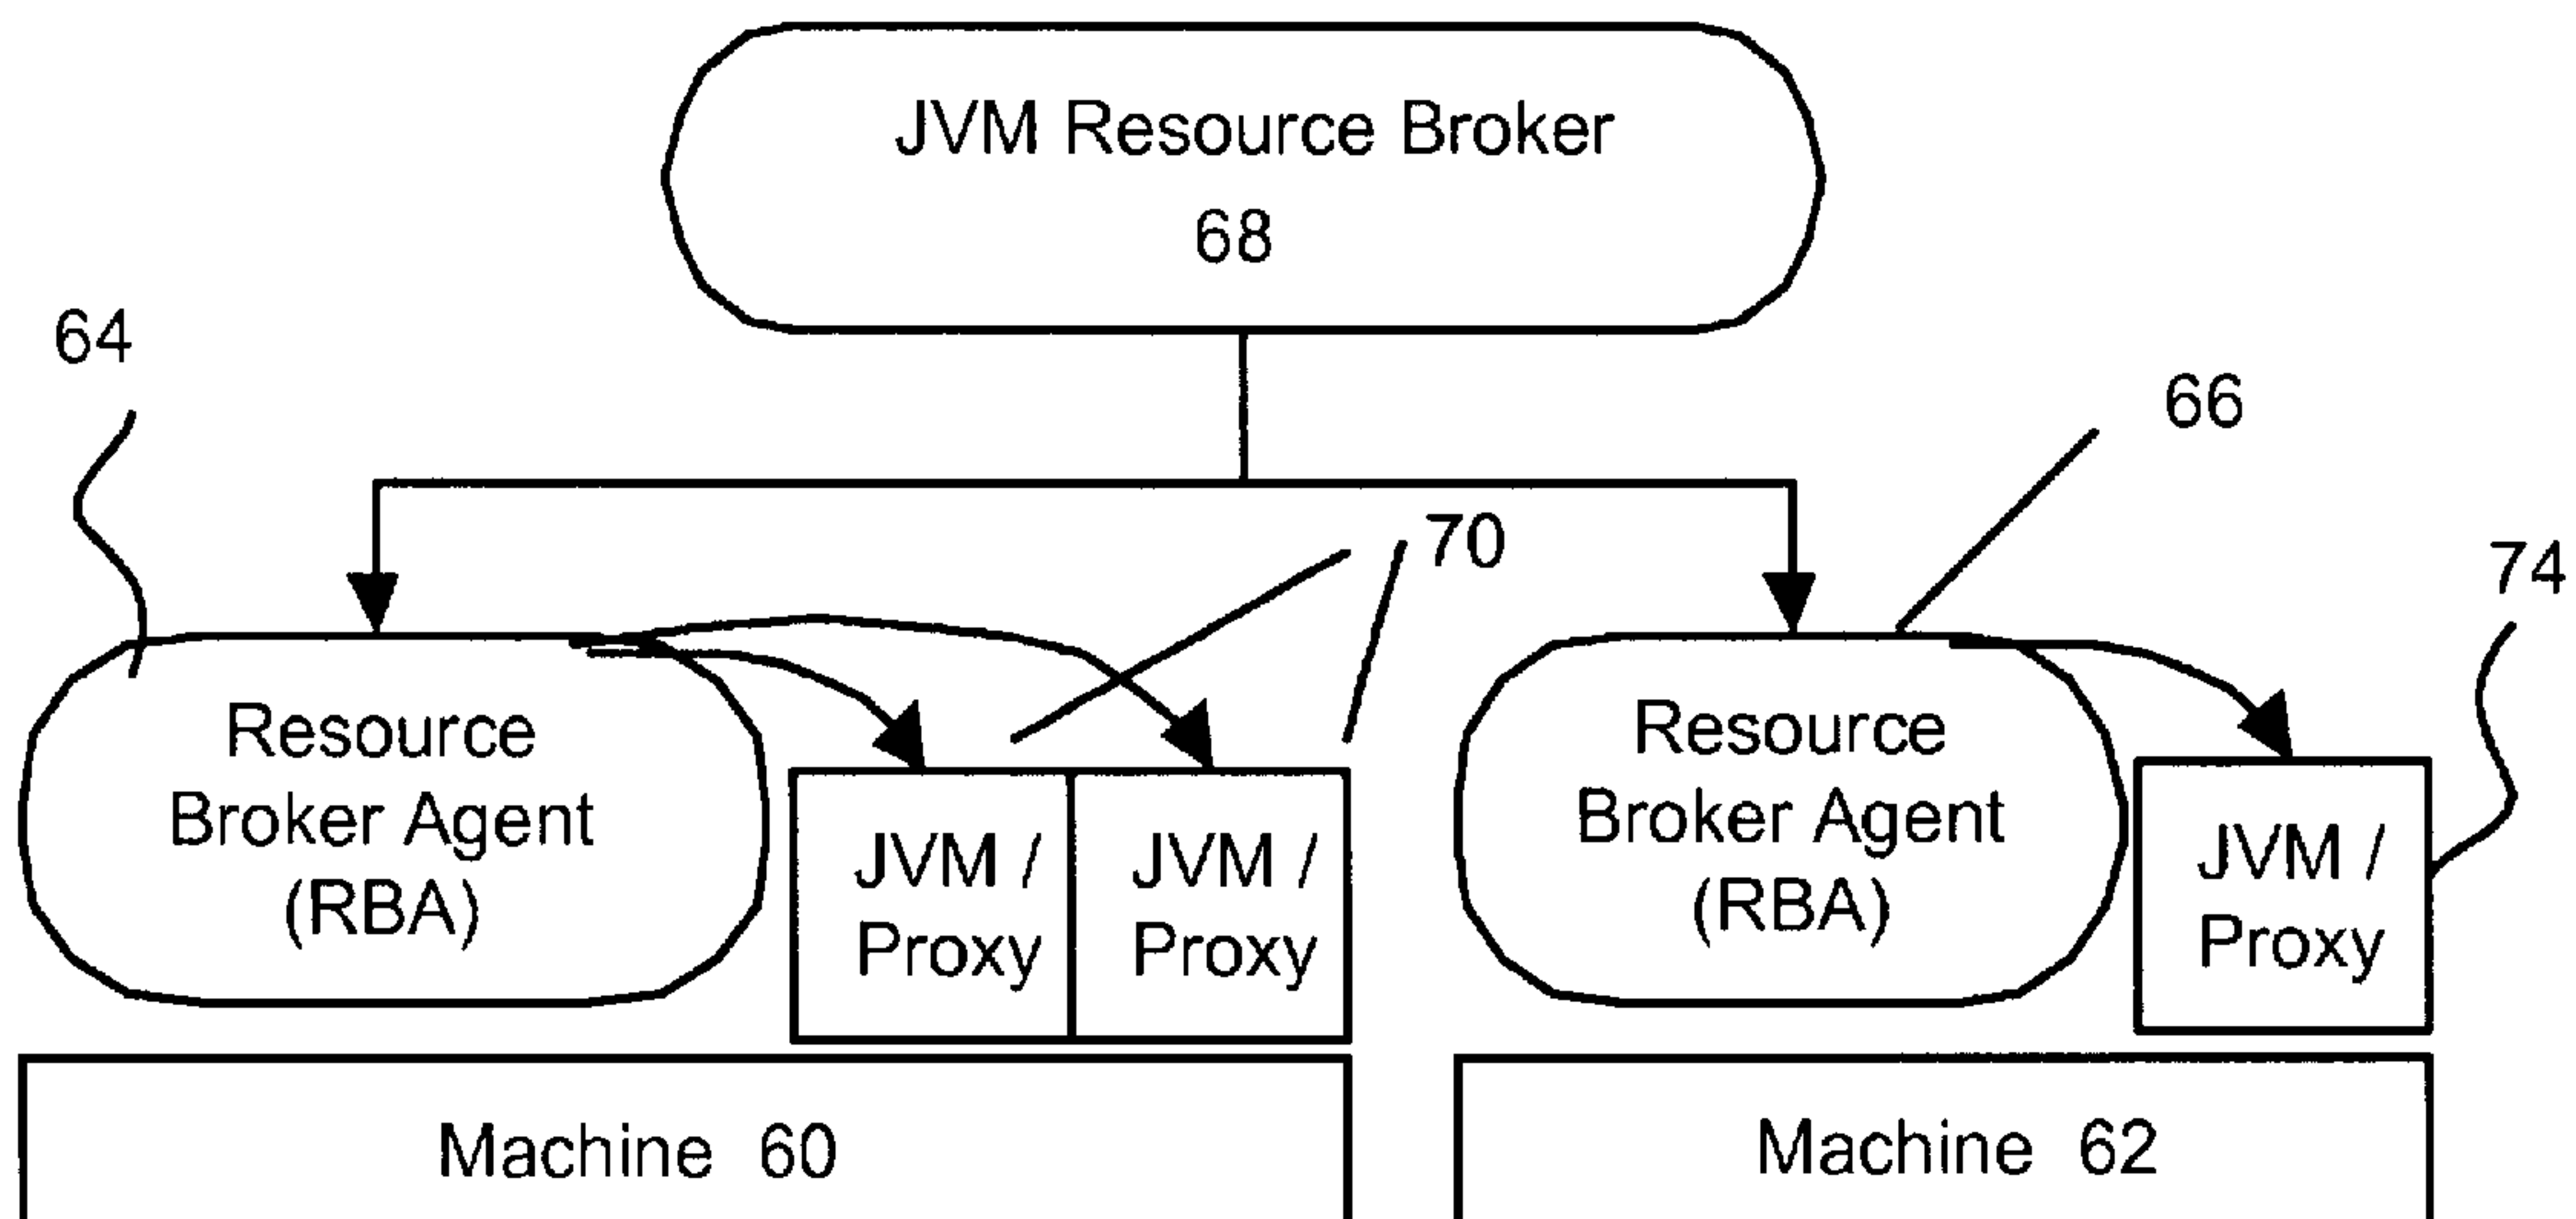 JVM Resource Broker
68
64
66
70
74
Resource
Broker Agent
(RBA)
JVM /
Proxy
JVM /
Proxy
Resource
Broker Agent
(RBA)
JVM /
Proxy
Machine 60
Machine 62